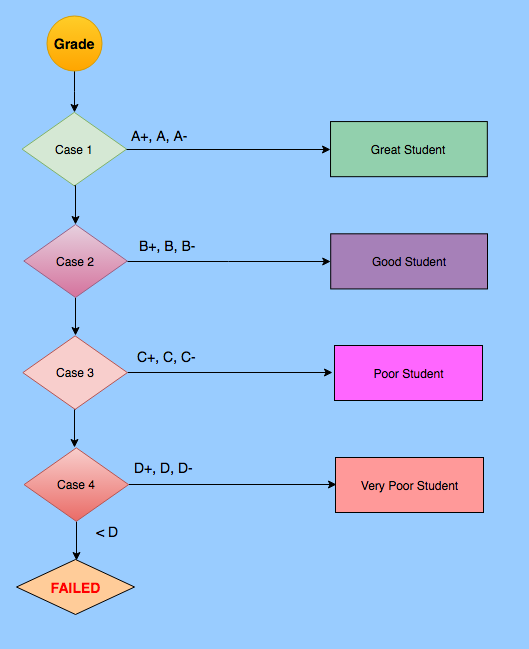 Grade
A+, A, A-
Case 1
Great Student
B+, B, B-
Case 2
Good Student
C+, C, C-
Case 3
Poor Student
D+, D, D-
Case 4
Very Poor Student
< D
FAILED